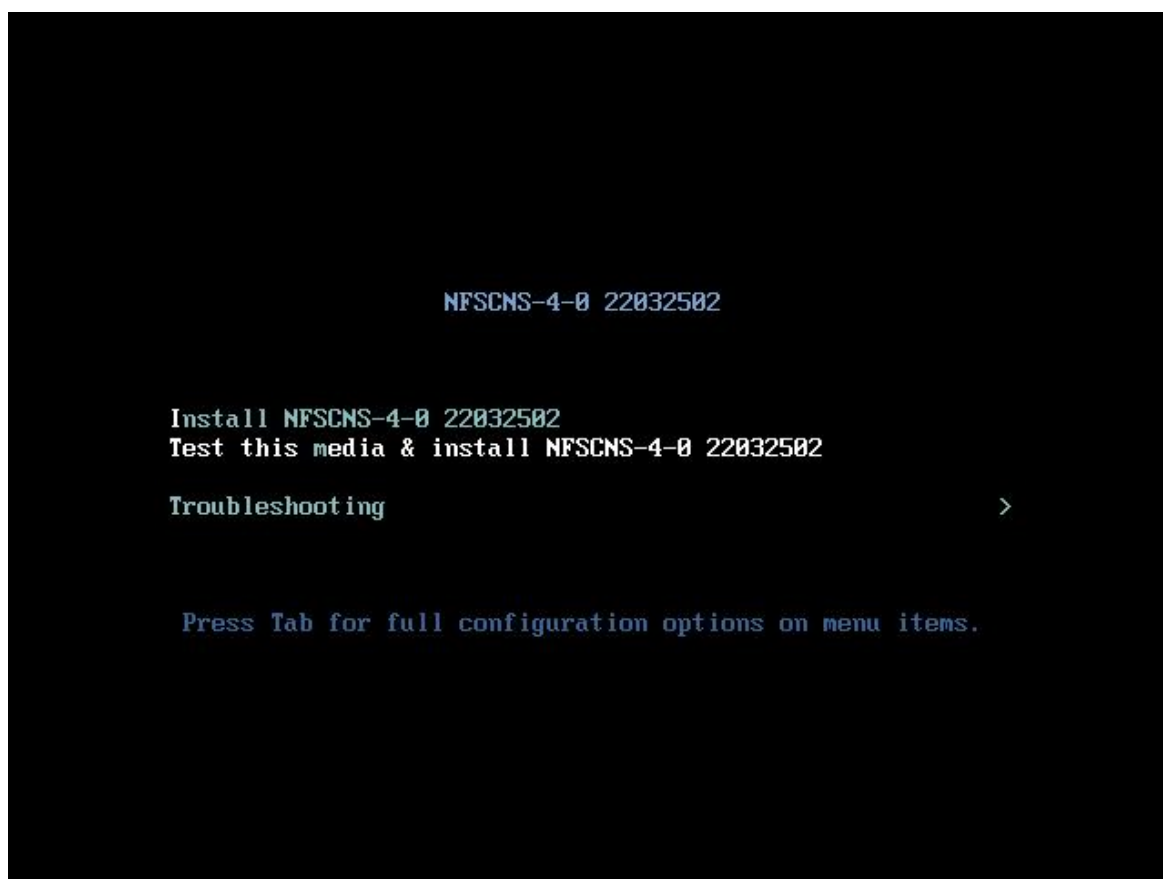 NFSCNS-4-0 22032502
Install NFSCNS-4-0 22032502
Test this media & install NFSCNS-4-0 22032502
Troubleshooting >
Press Tab for full configuration options on menu items.